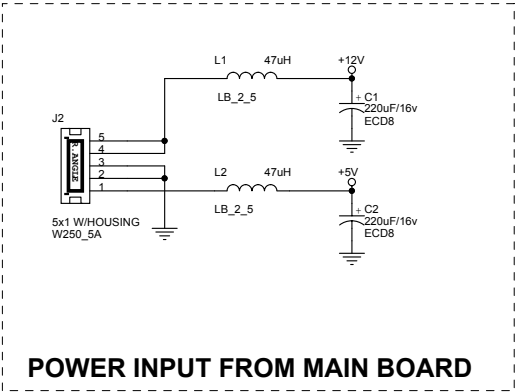 L1 47uH
+12V
LB_2_5
+ C1
220uF/16v
ECD8
J2
R.ANGLE
5
4
3
2
1
5x1 W/HOUSING
W250_5A
L2 47uH
+5V
LB_2_5
+ C2
220uF/16v
ECD8
POWER INPUT FROM MAIN BOARD